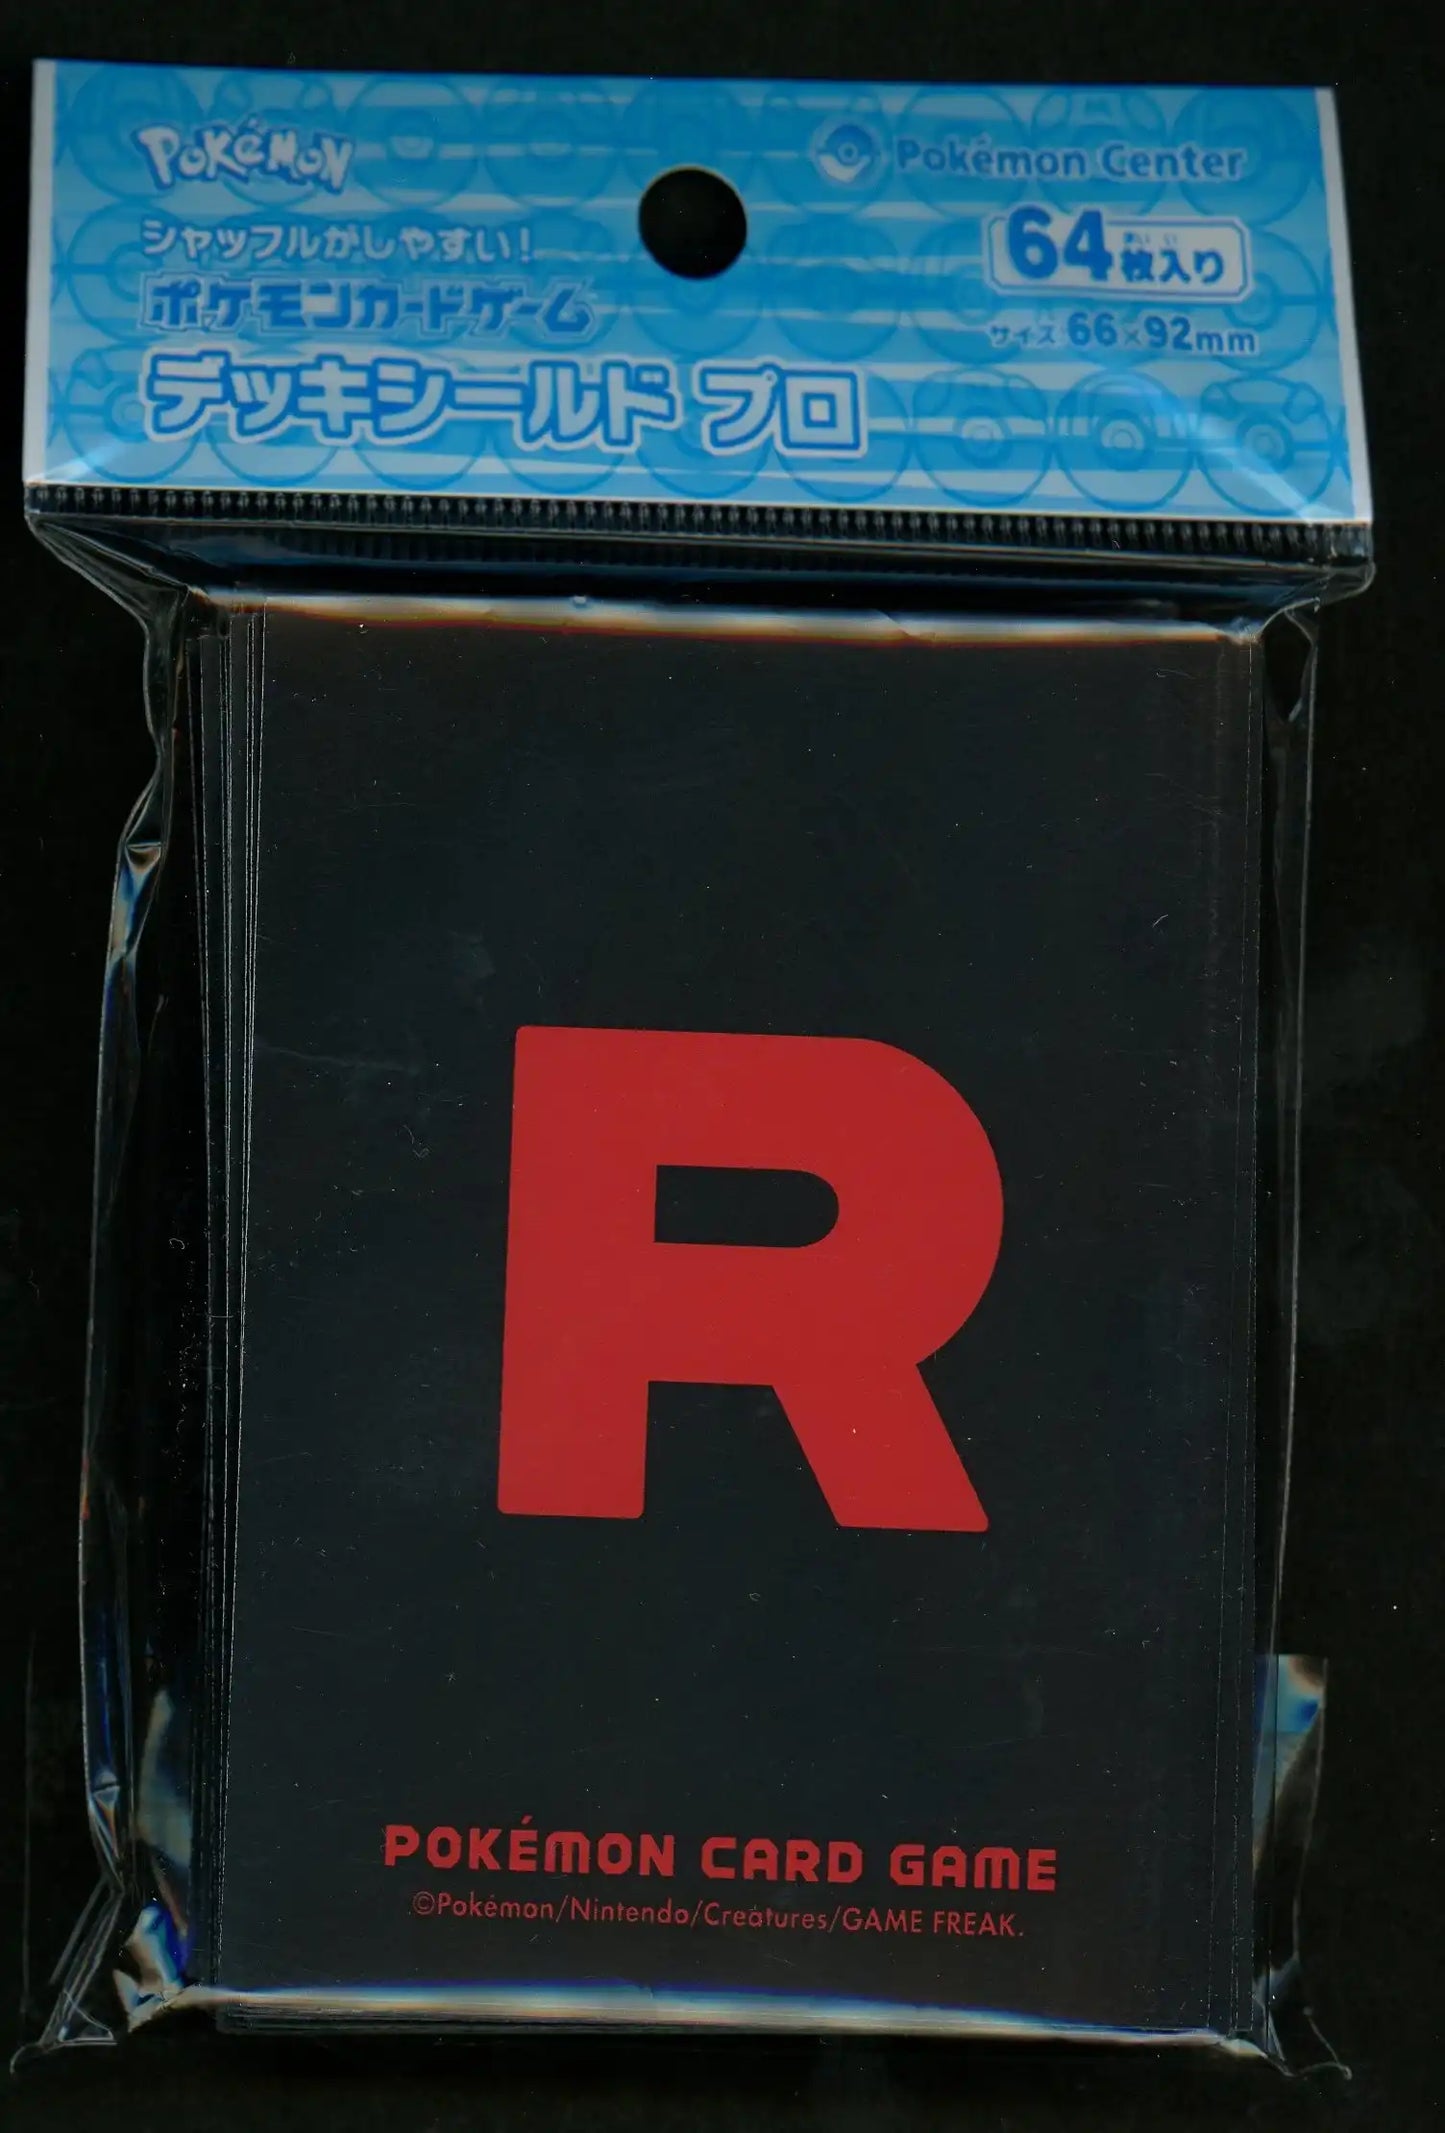 POKéMON
Pokémon Center
シャッフルがしやすい!
ポケモンカードゲーム
デッキシールド プロ
64枚入り
サイズ 66×92mm
R
POKÉMON CARD GAME
©Pokémon/Nintendo/Creatures/GAME FREAK.